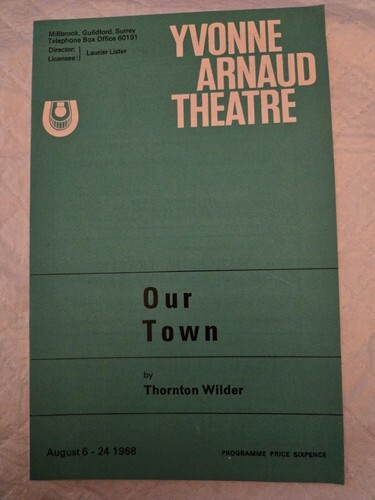 Millbrook, Guildford, Surrey
Telephone Box Office 60191
Director:
Licensee:
Laurier Lister
YVONNE
ARNAUD
THEATRE
Our
Town
by
Thornton Wilder
August 6 - 24 1968
PROGRAMME PRICE SIXPENCE